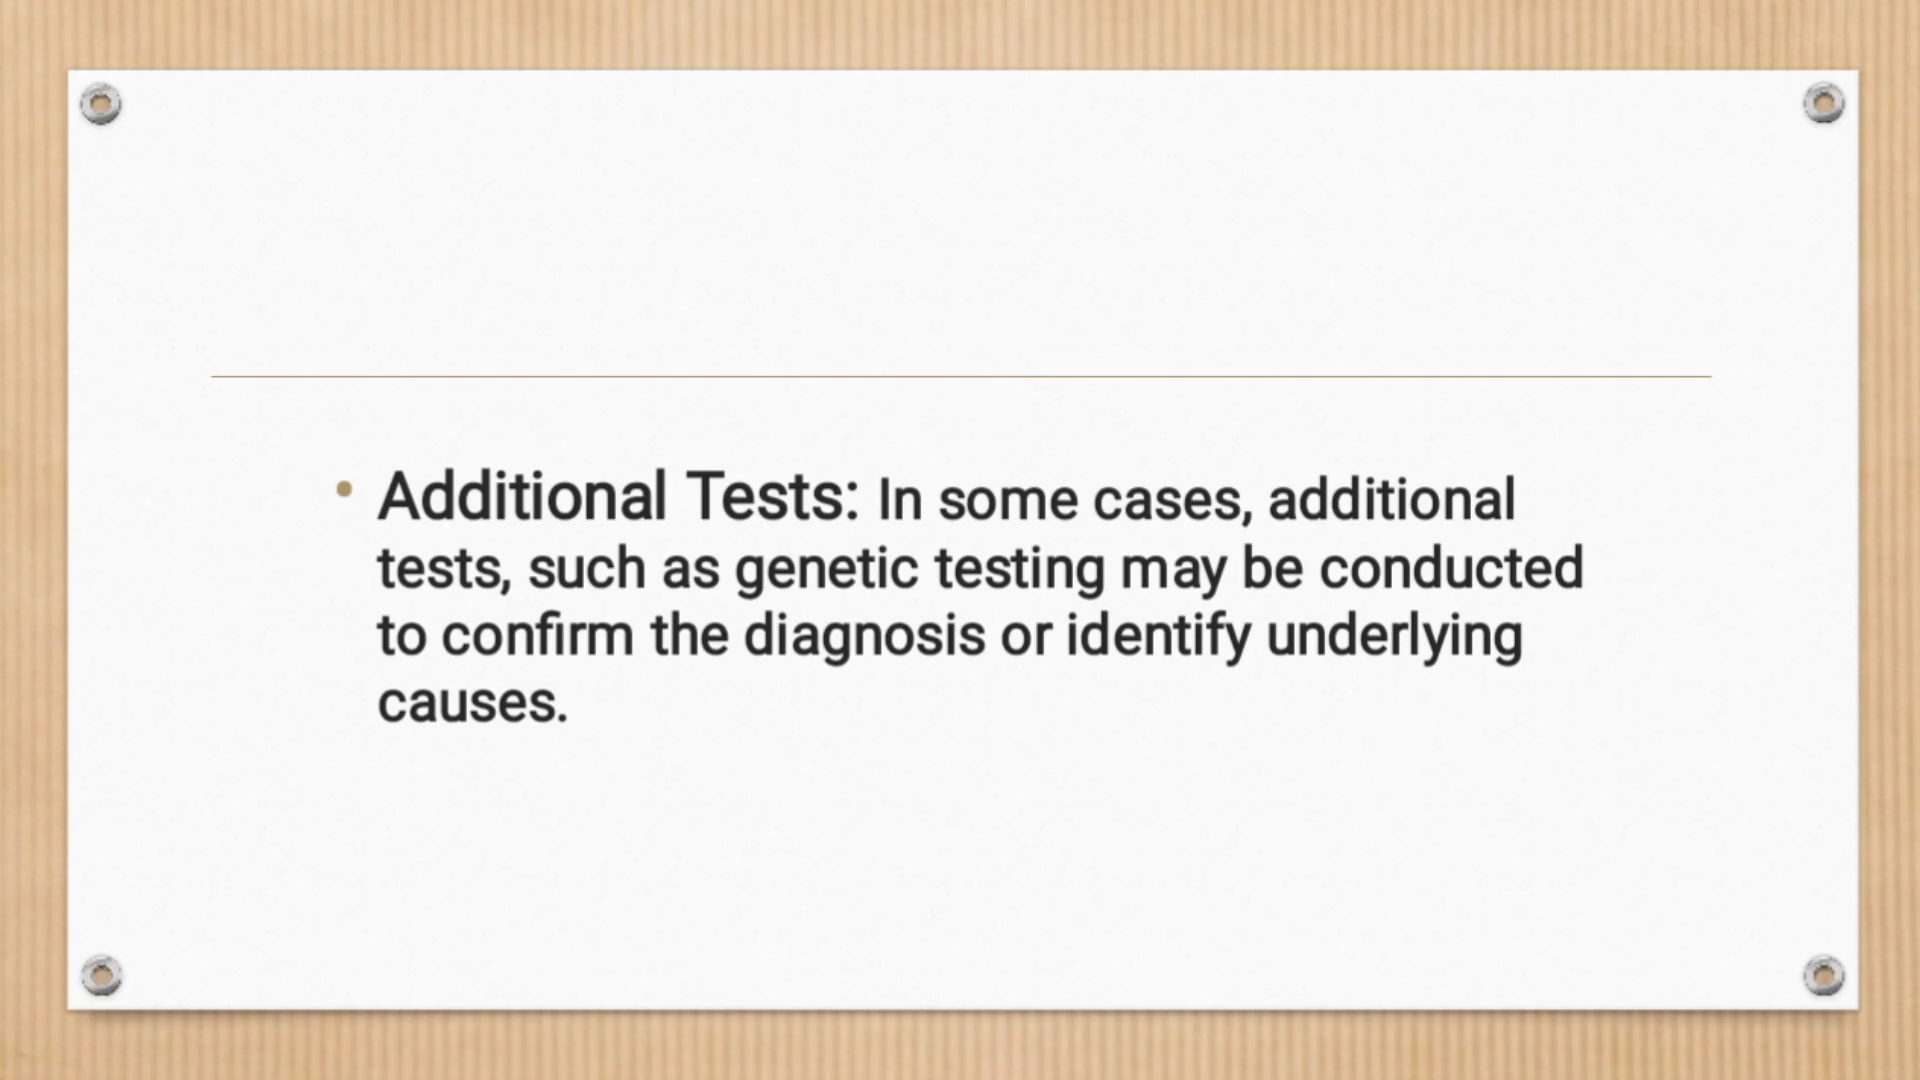 • Additional Tests: In some cases, additional
tests, such as genetic testing may be conducted
to confirm the diagnosis or identify underlying
causes.